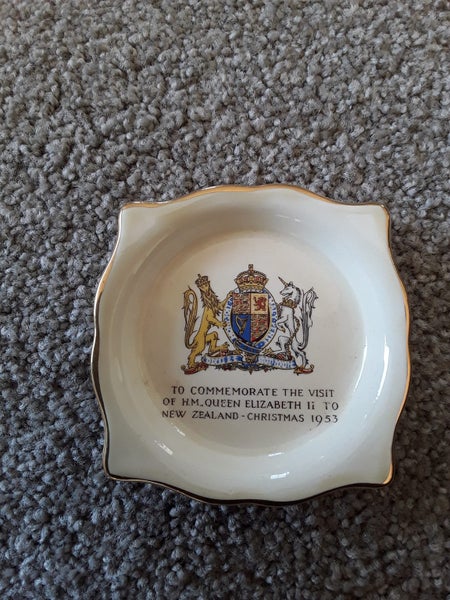 TO COMMEMORATE THE VISIT
OF H.M. QUEEN ELIZABETH II TO
NEW ZEALAND - CHRISTMAS 1953